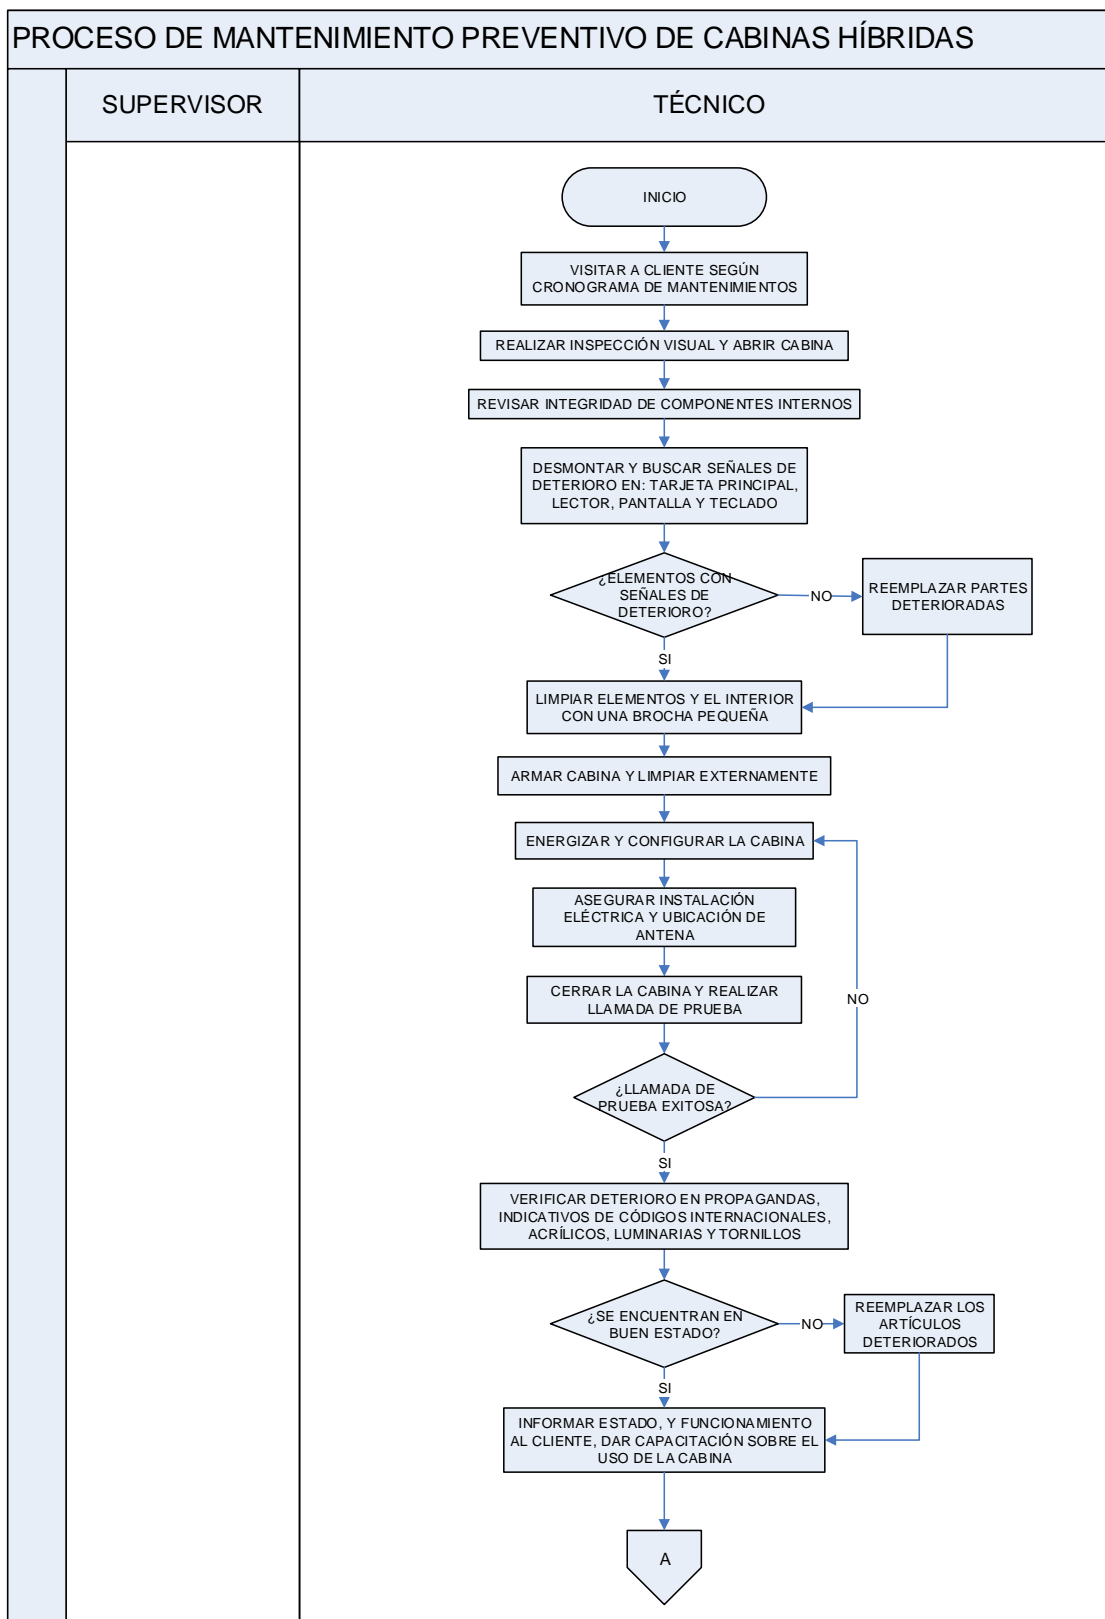 PROCESO DE MANTENIMIENTO PREVENTIVO DE CABINAS HÍBRIDAS
SUPERVISOR
TÉCNICO
INICIO
VISITAR A CLIENTE SEGÚN
CRONOGRAMA DE MANTENIMIENTOS
REALIZAR INSPECCIÓN VISUAL Y ABRIR CABINA
REVISAR INTEGRIDAD DE COMPONENTES INTERNOS
DESMONTAR Y BUSCAR SEÑALES DE
DETERIORO EN: TARJETA PRINCIPAL,
LECTOR, PANTALLA Y TECLADO
¿ELEMENTOS CON
SEÑALES DE
DETERIORO?
NO
REEMPLAZAR PARTES
DETERIORADAS
SI
LIMPIAR ELEMENTOS Y EL INTERIOR
CON UNA BROCHA PEQUEÑA
ARMAR CABINA Y LIMPIAR EXTERNAMENTE
ENERGIZAR Y CONFIGURAR LA CABINA
ASEGURAR INSTALACIÓN
ELÉCTRICA Y UBICACIÓN DE
ANTENA
CERRAR LA CABINA Y REALIZAR
LLAMADA DE PRUEBA
NO
¿LLAMADA DE
PRUEBA EXITOSA?
SI
VERIFICAR DETERIORO EN PROPAGANDAS,
INDICATIVOS DE CÓDIGOS INTERNACIONALES,
ACRÍLICOS, LUMINARIAS Y TORNILLOS
¿SE ENCUENTRAN EN
BUEN ESTADO?
NO
REEMPLAZAR LOS
ARTÍCULOS
DETERIORADOS
SI
INFORMAR ESTADO, Y FUNCIONAMIENTO
AL CLIENTE, DAR CAPACITACIÓN SOBRE EL
USO DE LA CABINA
A